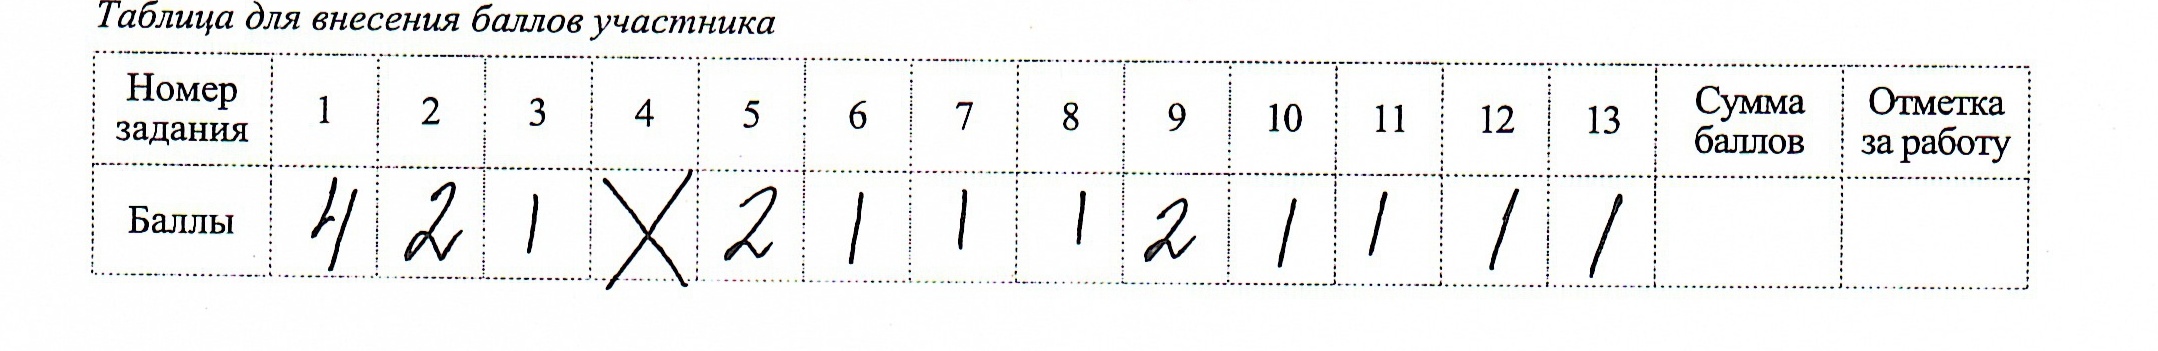 Таблица для внесения баллов участника
Номер задания 1 2 3 4 5 6 7 8 9 10 11 12 13 Сумма баллов Отметка за работу
Баллы 4 2 1 X 2 1 1 1 2 1 1 1 1